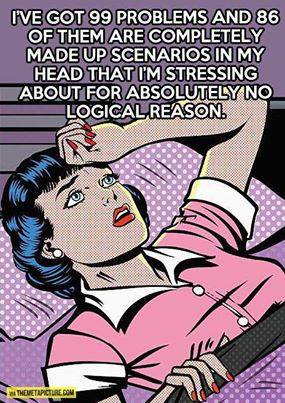 I'VE GOT 99 PROBLEMS AND 86
OF THEM ARE COMPLETELY
MADE UP SCENARIOS IN MY
HEAD THAT I'M STRESSING
ABOUT FOR ABSOLUTELY NO
LOGICAL REASON.
VIA THEMETAPICTURE.COM